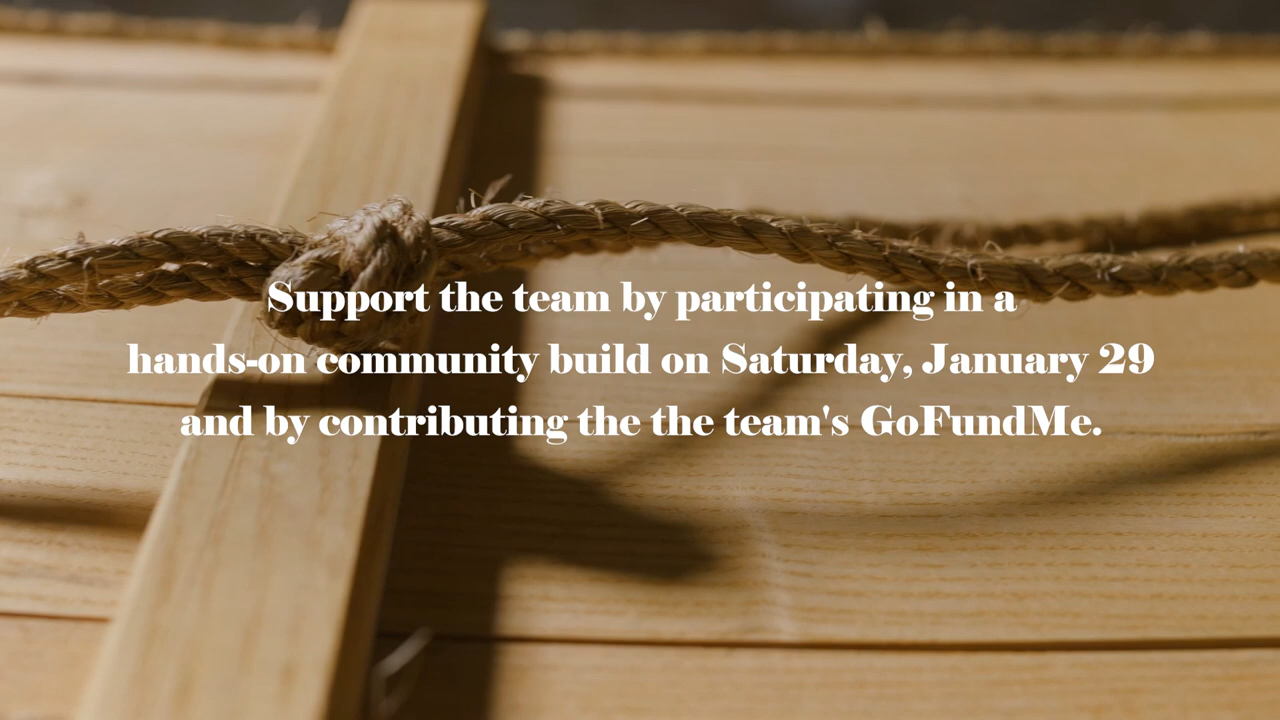 Support the team by participating in a
hands-on community build on Saturday, January 29
and by contributing the the team's GoFundMe.